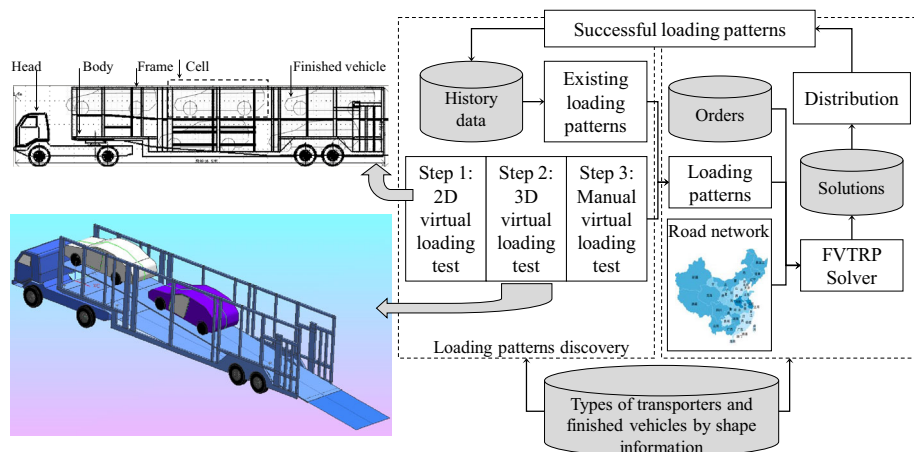 Head
Body
Frame
Cell
Finished vehicle
Successful loading patterns
History
data
Existing
loading
patterns
Orders
Distribution
Step 1:
2D
virtual
loading
test
Step 2:
3D
virtual
loading
test
Step 3:
Manual
virtual
loading
test
Loading
patterns
Solutions
Road network
FVTRP
Solver
Loading patterns discovery
Types of transporters and
finished vehicles by shape
information